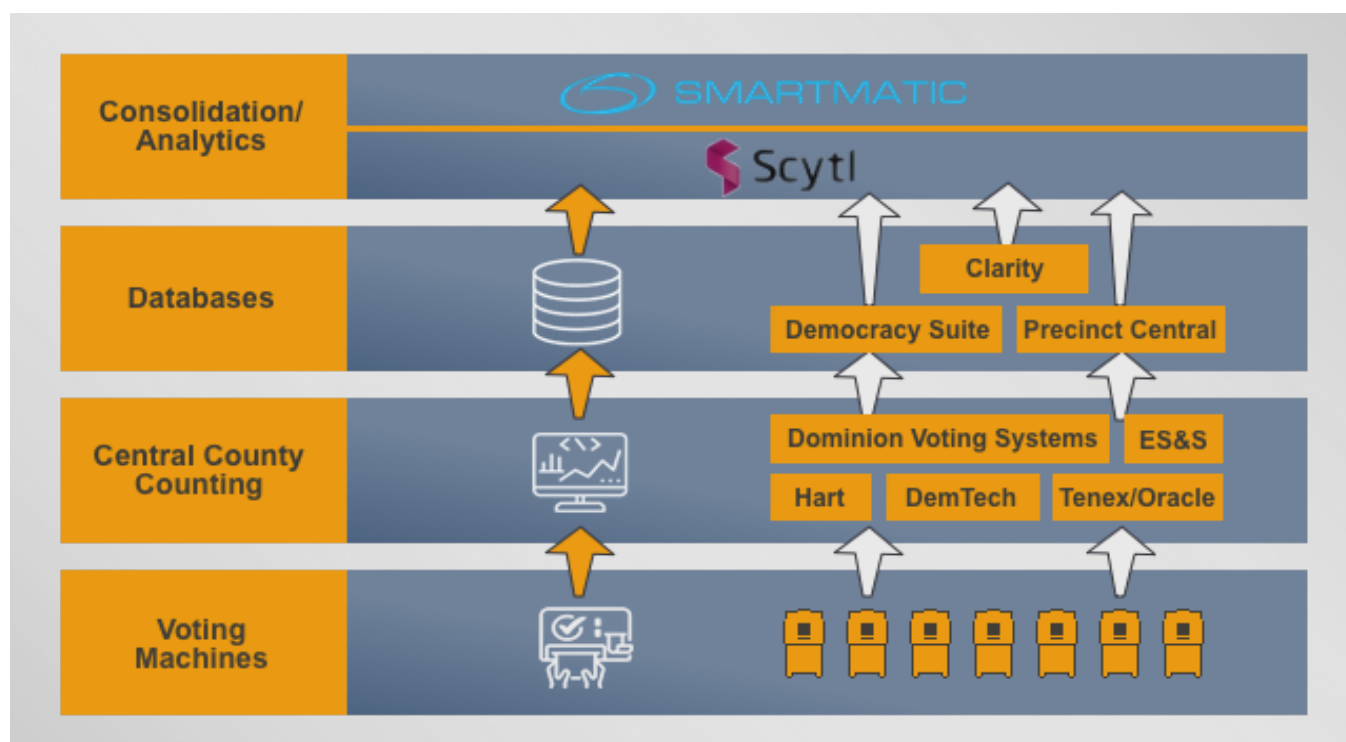 Consolidation/
Analytics
SMARTMATIC
Scytl
Databases
Clarity
Democracy Suite
Precinct Central
Central County
Counting
Dominion Voting Systems
ES&S
Hart
DemTech
Tenex/Oracle
Voting
Machines